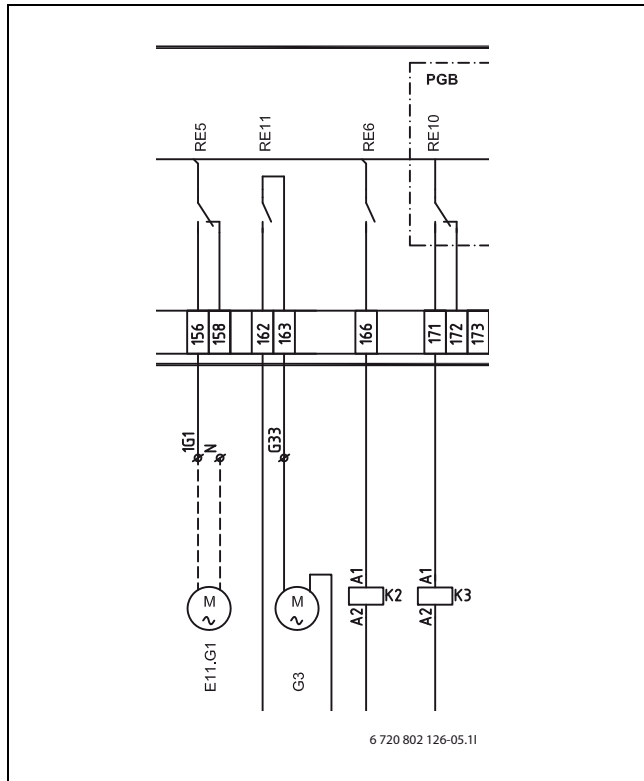 PGB
RE5
RE11
RE6
RE10
156
158
162
163
166
171
172
173
1G1
N
G33
A1
A1
M
M
K2
K3
A2
A2
E11.G1
G3
6 720 802 126-05.1I